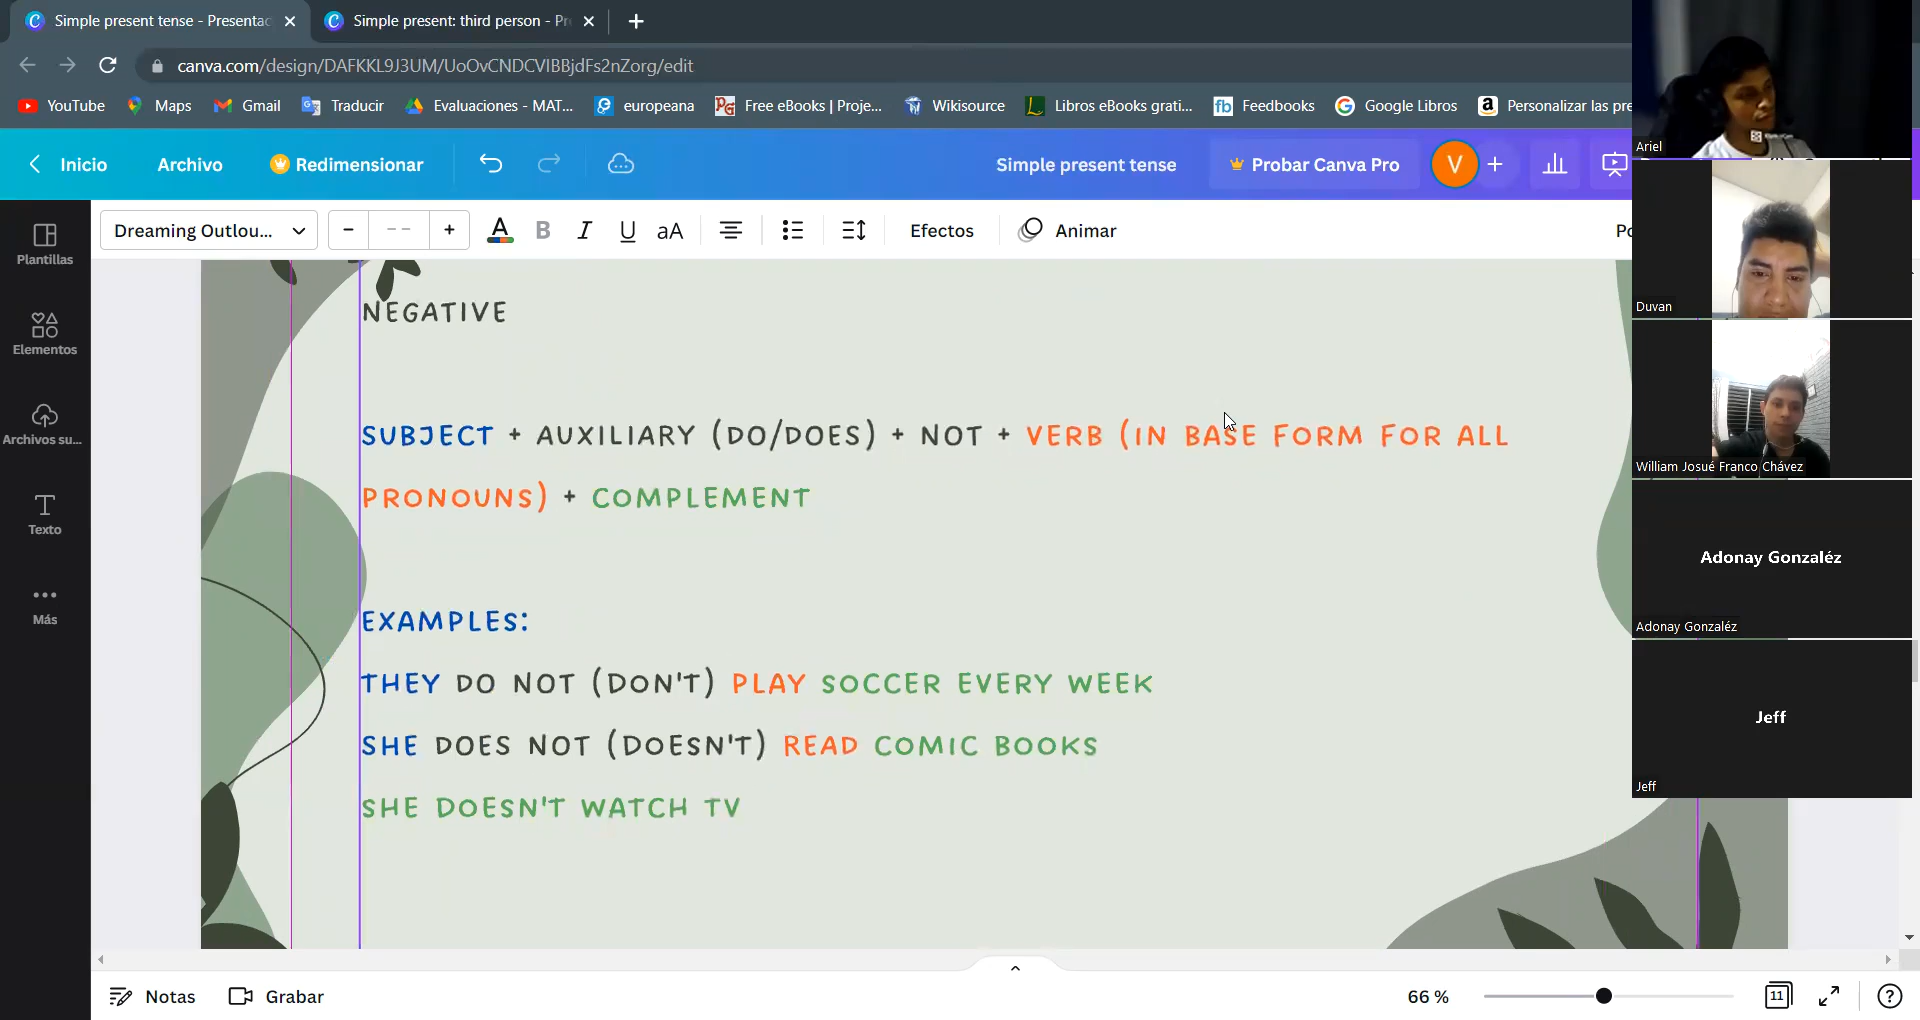 Simple present tense - Presentac
Simple present: third person - Pr
canva.com/design/DAFKKL9J3UM/UoOvCNDCVIBBjdFs2nZorg/edit
YouTube Maps Gmail Traducir Evaluaciones - MAT... europeana Free eBooks | Proje... Wikisource Libros eBooks grati... Feedbooks Google Libros Personalizar las pre
Inicio Archivo Redimensionar Simple present tense Probar Canva Pro V +
Dreaming Outlou... − -- + A B I U aA Efectos Animar Po
Plantillas
Elementos
Archivos su...
Texto
Más
NEGATIVE
SUBJECT + AUXILIARY (DO/DOES) + NOT + VERB (IN BASE FORM FOR ALL
PRONOUNS) + COMPLEMENT
EXAMPLES:
THEY DO NOT (DON'T) PLAY SOCCER EVERY WEEK
SHE DOES NOT (DOESN'T) READ COMIC BOOKS
SHE DOESN'T WATCH TV
Ariel
Duvan
William Josué Franco Chávez
Adonay Gonzaléz
Adonay Gonzaléz
Jeff
Jeff
Notas Grabar 66 % 11 ?